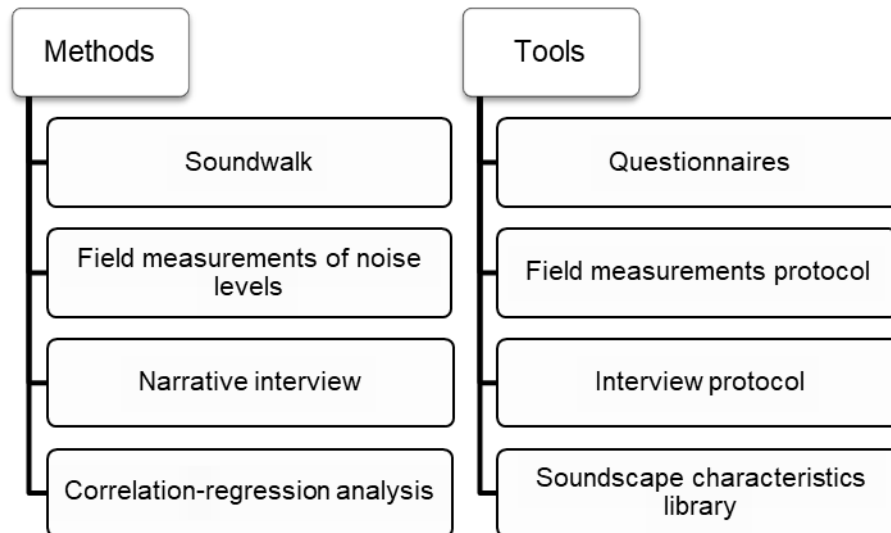 Methods
Soundwalk
Field measurements of noise
levels
Narrative interview
Correlation-regression analysis
Tools
Questionnaires
Field measurements protocol
Interview protocol
Soundscape characteristics
library